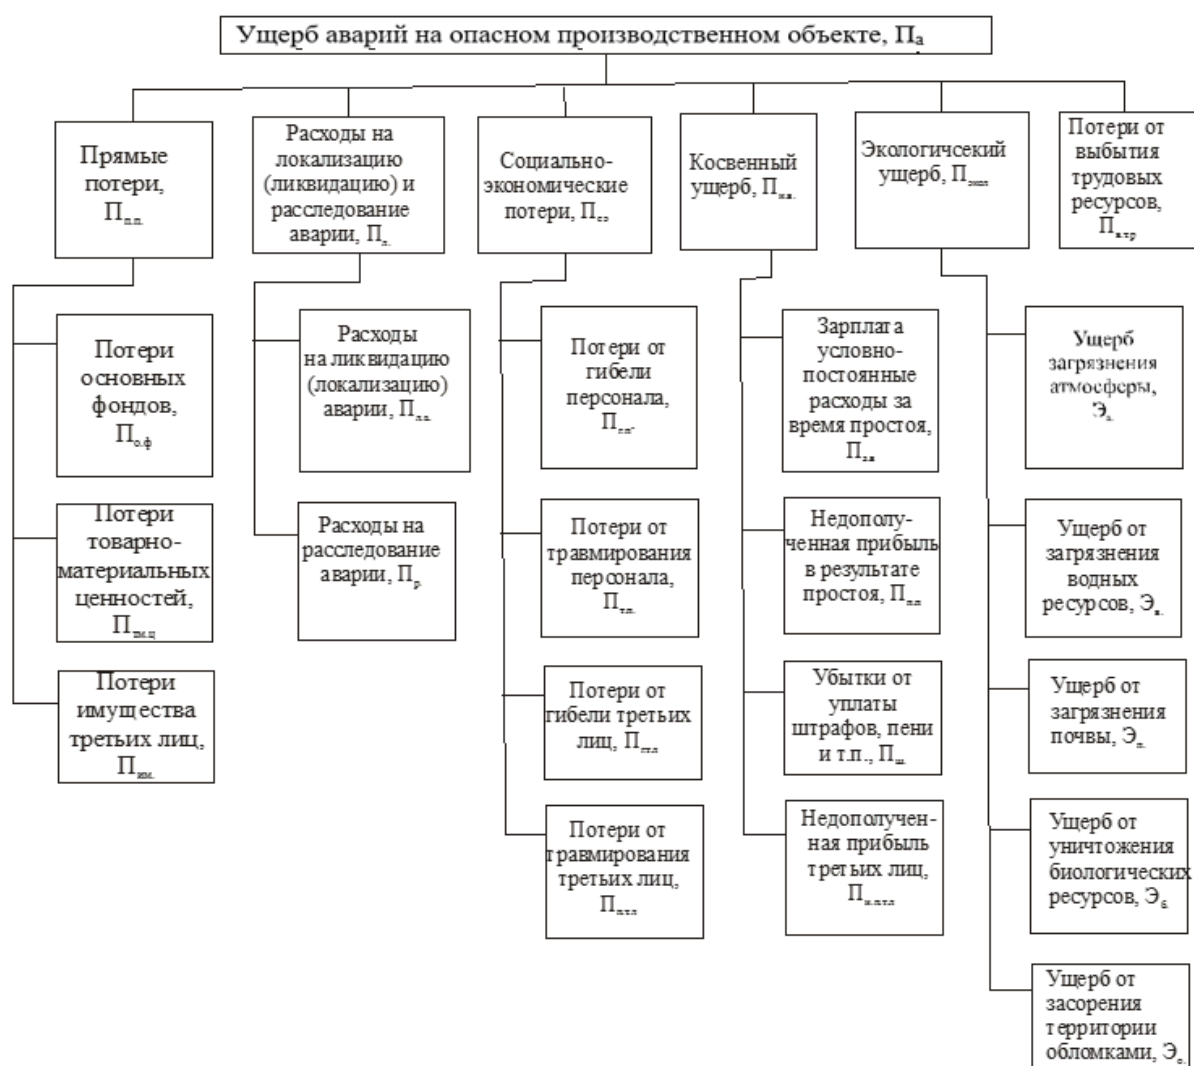 Ущерб аварий на опасном производственном объекте, Па
Прямые
потери,
Пп.п.
Расходы на
локализацию
(ликвидацию) и
расследование
аварии, Пл.
Социально-
экономические
потери, Псэ
Косвенный
ущерб, Пн.в.
Экологичсекий
ущерб, Пэкол
Потери от
выбытия
трудовых
ресурсов,
Пв.т.р
Потери
основных
фондов,
По.ф
Потери
товарно-
материальных
ценностей,
Птм.ц
Потери
имущества
третьих лиц,
Пим.
Расходы
на ликвидацию
(локализацию)
аварии, Пл.а.
Расходы на
расследование
аварии, Пр.
Потери от
гибели
персонала,
Пг.п.
Потери от
травмирования
персонала,
Пт.п.
Потери от
гибели третьих
лиц, Пгт.л
Потери от
травмирования
третьих лиц,
Пп.т.л
Зарплата
условно-
постоянные
расходы за
время простоя,
Пз.п
Недополу-
ченная прибыль
в результате
простоя, Пп.п
Убытки от
уплаты
штрафов, пени
и т.п., Пш.
Недополучен-
ная прибыль
третьих лиц,
Пн.п.т.л
Ущерб
загрязнения
атмосферы,
Эа.
Ущерб от
загрязнения
водных
ресурсов, Эв.
Ущерб от
загрязнения
почвы, Эп.
Ущерб от
уничтожения
биологических
ресурсов, Эб.
Ущерб от
засорения
территории
обломками, Эо.